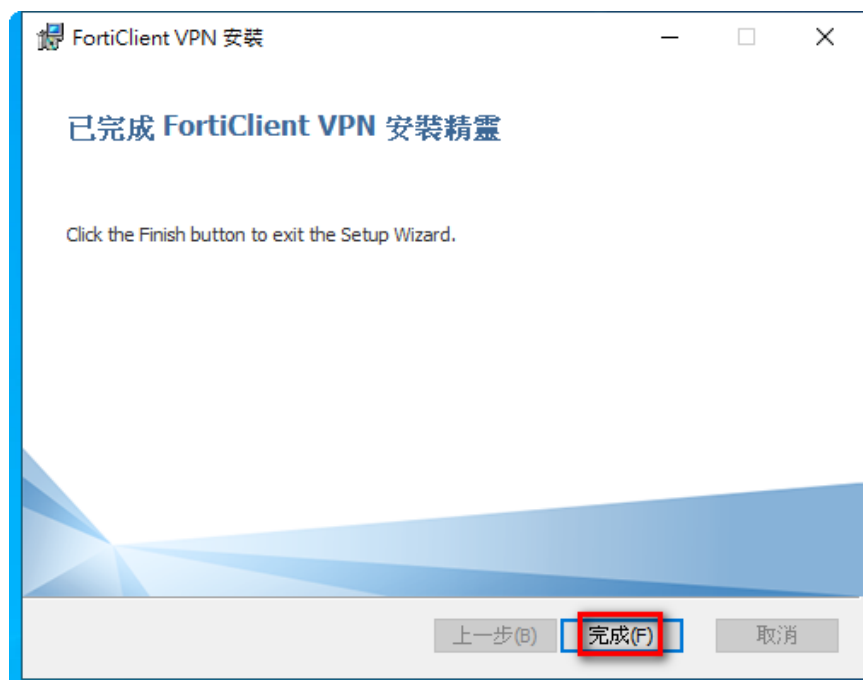 FortiClient VPN 安裝
已完成 FortiClient VPN 安裝精靈
Click the Finish button to exit the Setup Wizard.
上一步(B) 完成(F) 取消